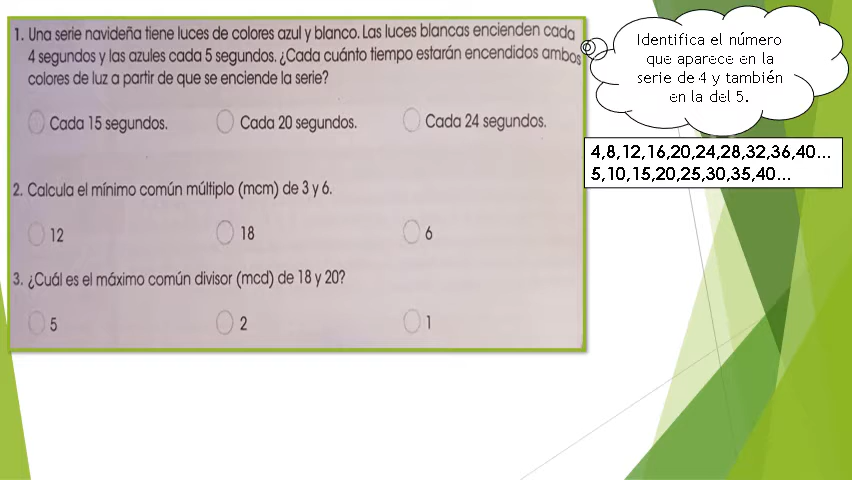 1. Una serie navideña tiene luces de colores azul y blanco. Las luces blancas encienden cada
4 segundos y las azules cada 5 segundos. ¿Cada cuánto tiempo estarán encendidos ambos
colores de luz a partir de que se enciende la serie?
Cada 15 segundos. Cada 20 segundos. Cada 24 segundos.
2. Calcula el mínimo común múltiplo (mcm) de 3 y 6.
12 18 6
3. ¿Cuál es el máximo común divisor (mcd) de 18 y 20?
5 2 1
Identifica el número
que aparece en la
serie de 4 y también
en la del 5.
4,8,12,16,20,24,28,32,36,40...
5,10,15,20,25,30,35,40...